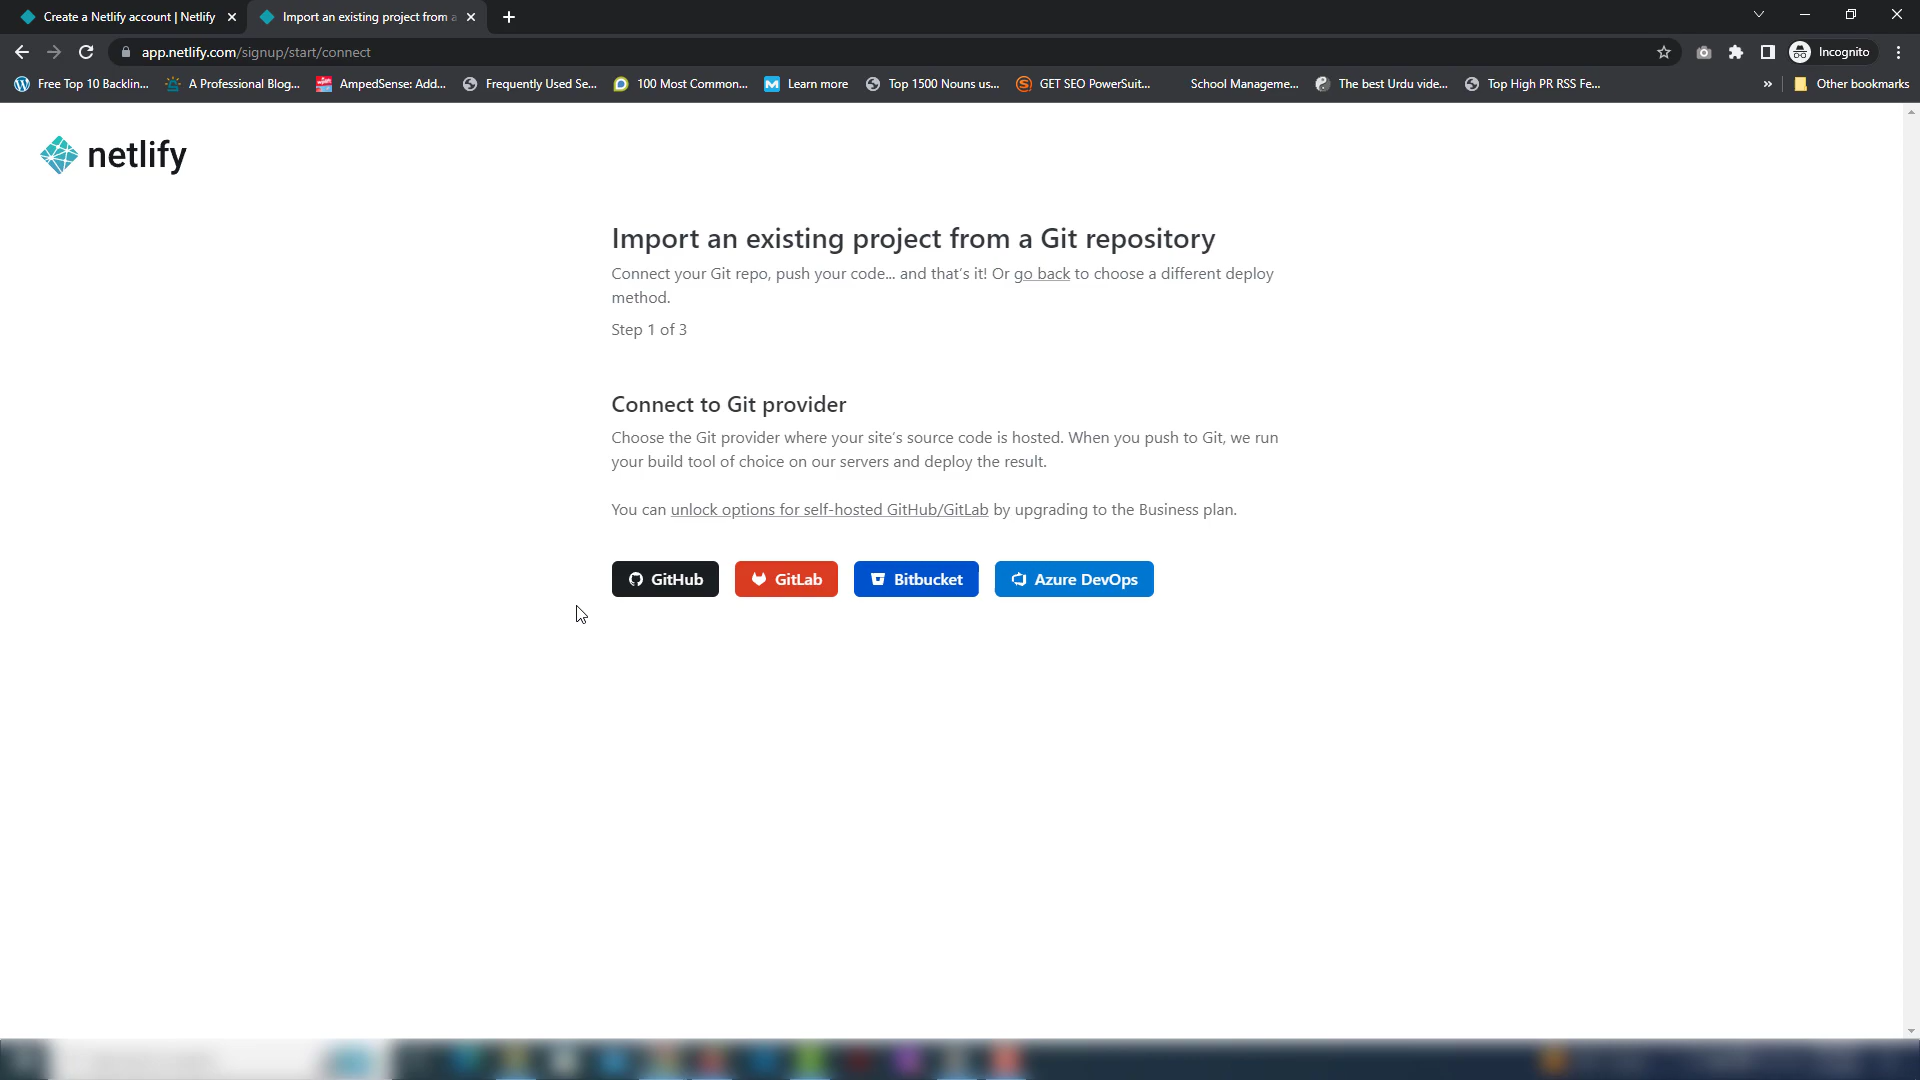 Create a Netlify account | Netlify
Import an existing project from a
app.netlify.com/signup/start/connect
Incognito
Free Top 10 Backlin...
A Professional Blog...
AmpedSense: Add...
Frequently Used Se...
100 Most Common...
Learn more
Top 1500 Nouns us...
GET SEO PowerSuit...
School Manageme...
The best Urdu vide...
Top High PR RSS Fe...
»
Other bookmarks
netlify
Import an existing project from a Git repository
Connect your Git repo, push your code... and that’s it! Or go back to choose a different deploy
method.
Step 1 of 3
Connect to Git provider
Choose the Git provider where your site’s source code is hosted. When you push to Git, we run
your build tool of choice on our servers and deploy the result.
You can unlock options for self-hosted GitHub/GitLab by upgrading to the Business plan.
GitHub
GitLab
Bitbucket
Azure DevOps